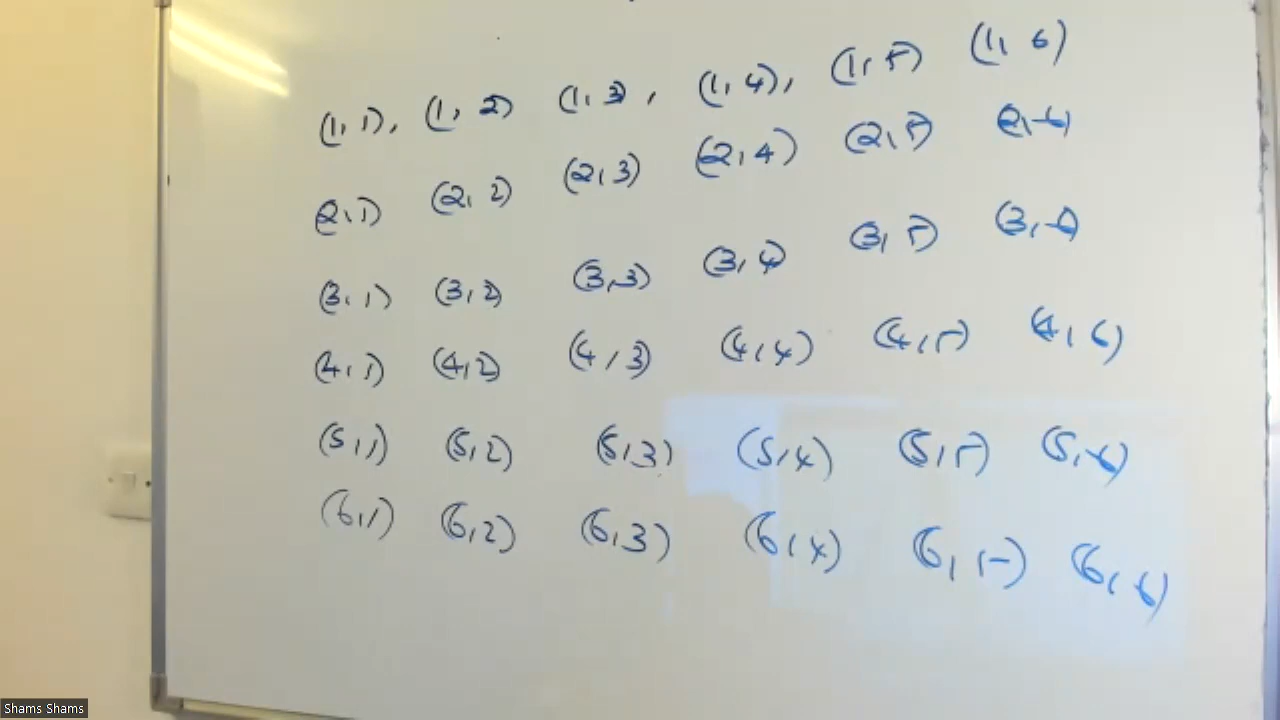 (1, 1), (1, 2) (1, 3), (1, 4), (1, 5) (1, 6)
(2, 1) (2, 2) (2, 3) (2, 4) (2, 5) (2, 6)
(3, 1) (3, 2) (3, 3) (3, 4) (3, 5) (3, 6)
(4, 1) (4, 2) (4, 3) (4, 4) (4, 5) (4, 6)
(5, 1) (5, 2) (5, 3) (5, 4) (5, 5) (5, 6)
(6, 1) (6, 2) (6, 3) (6, 4) (6, 5) (6, 6)
Shams Shams